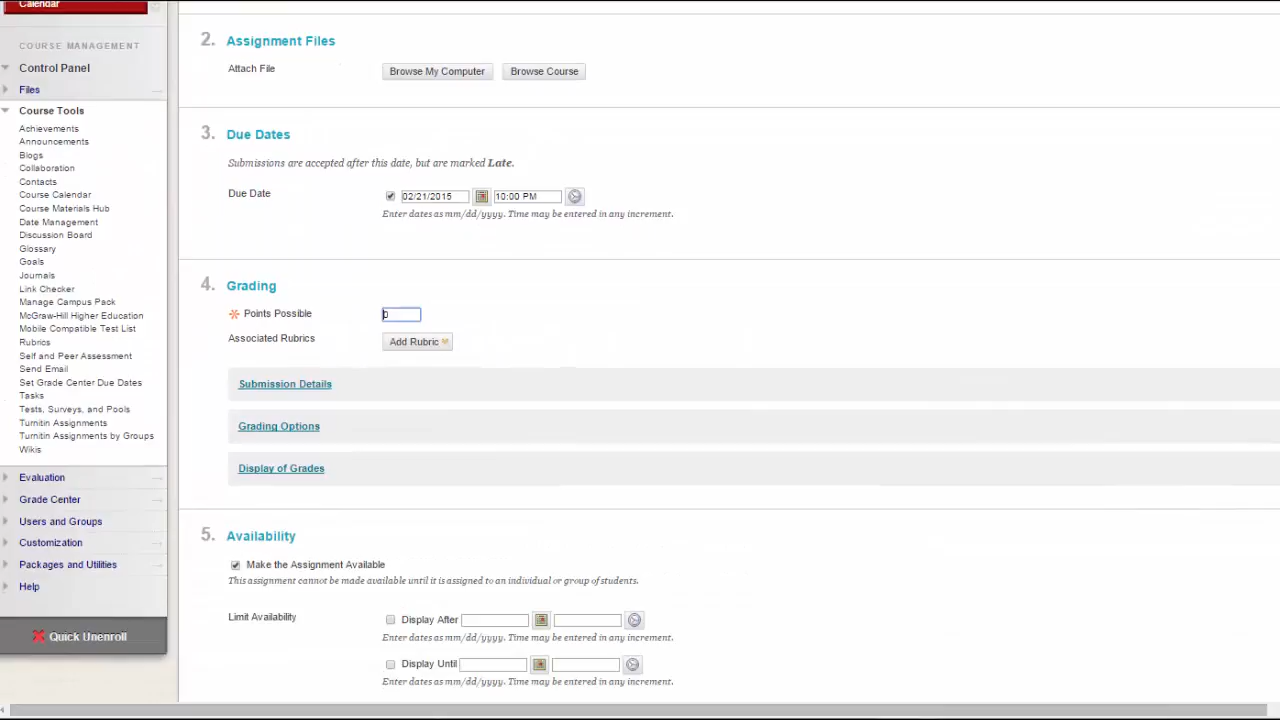 Calendar
COURSE MANAGEMENT
Control Panel
Files
Course Tools
Achievements
Announcements
Blogs
Collaboration
Contacts
Course Calendar
Course Materials Hub
Date Management
Discussion Board
Glossary
Goals
Journals
Link Checker
Manage Campus Pack
McGraw-Hill Higher Education
Mobile Compatible Test List
Rubrics
Self and Peer Assessment
Send Email
Set Grade Center Due Dates
Tasks
Tests, Surveys, and Pools
Turnitin Assignments
Turnitin Assignments by Groups
Wikis
Evaluation
Grade Center
Users and Groups
Customization
Packages and Utilities
Help
Quick Unenroll
2. Assignment Files
Attach File Browse My Computer Browse Course
3. Due Dates
Submissions are accepted after this date, but are marked Late.
Due Date 02/21/2015 10:00 PM
Enter dates as mm/dd/yyyy. Time may be entered in any increment.
4. Grading
Points Possible 0
Associated Rubrics Add Rubric
Submission Details
Grading Options
Display of Grades
5. Availability
Make the Assignment Available
This assignment cannot be made available until it is assigned to an individual or group of students.
Limit Availability Display After
Enter dates as mm/dd/yyyy. Time may be entered in any increment.
Display Until
Enter dates as mm/dd/yyyy. Time may be entered in any increment.